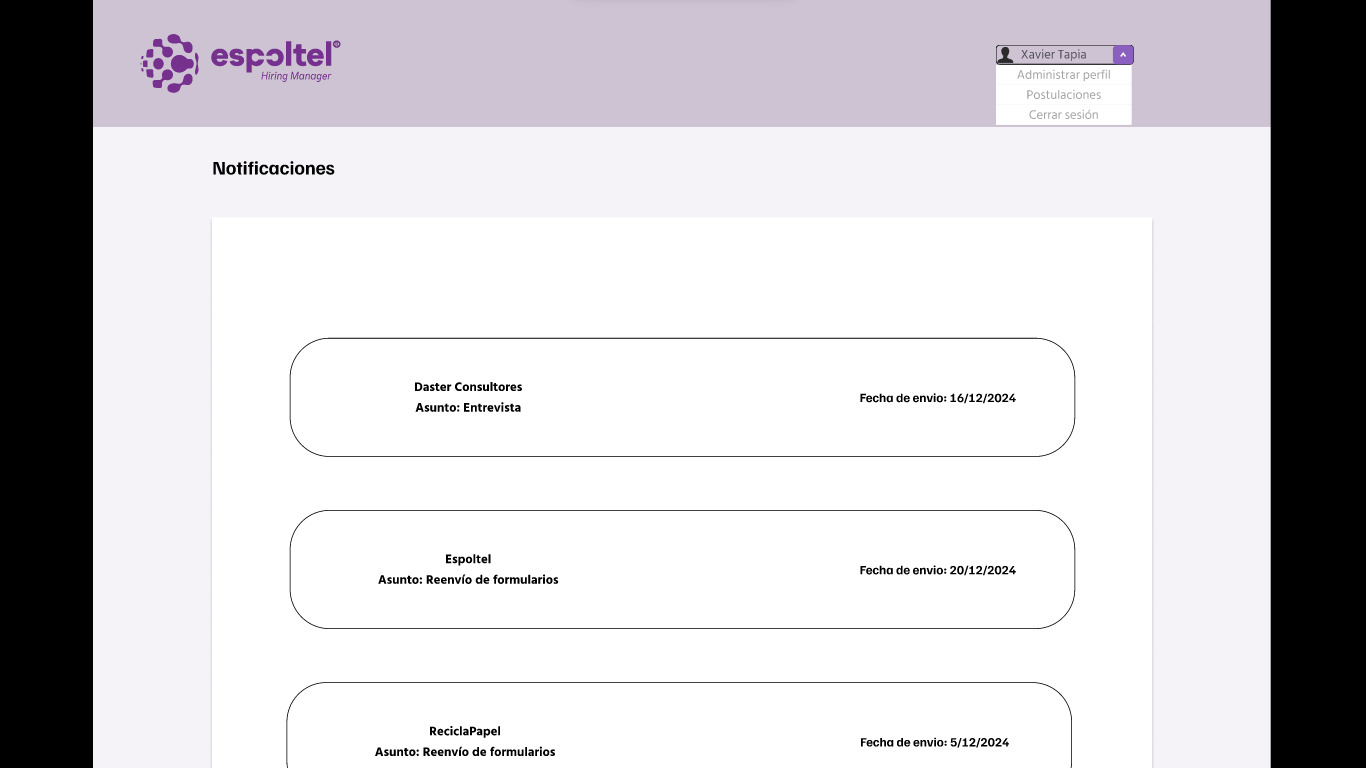 espoltel®
Hiring Manager
Xavier Tapia
Administrar perfil
Postulaciones
Cerrar sesión
Notificaciones
Daster Consultores
Asunto: Entrevista
Fecha de envio: 16/12/2024
Espoltel
Asunto: Reenvío de formularios
Fecha de envio: 20/12/2024
ReciclaPapel
Asunto: Reenvío de formularios
Fecha de envio: 5/12/2024